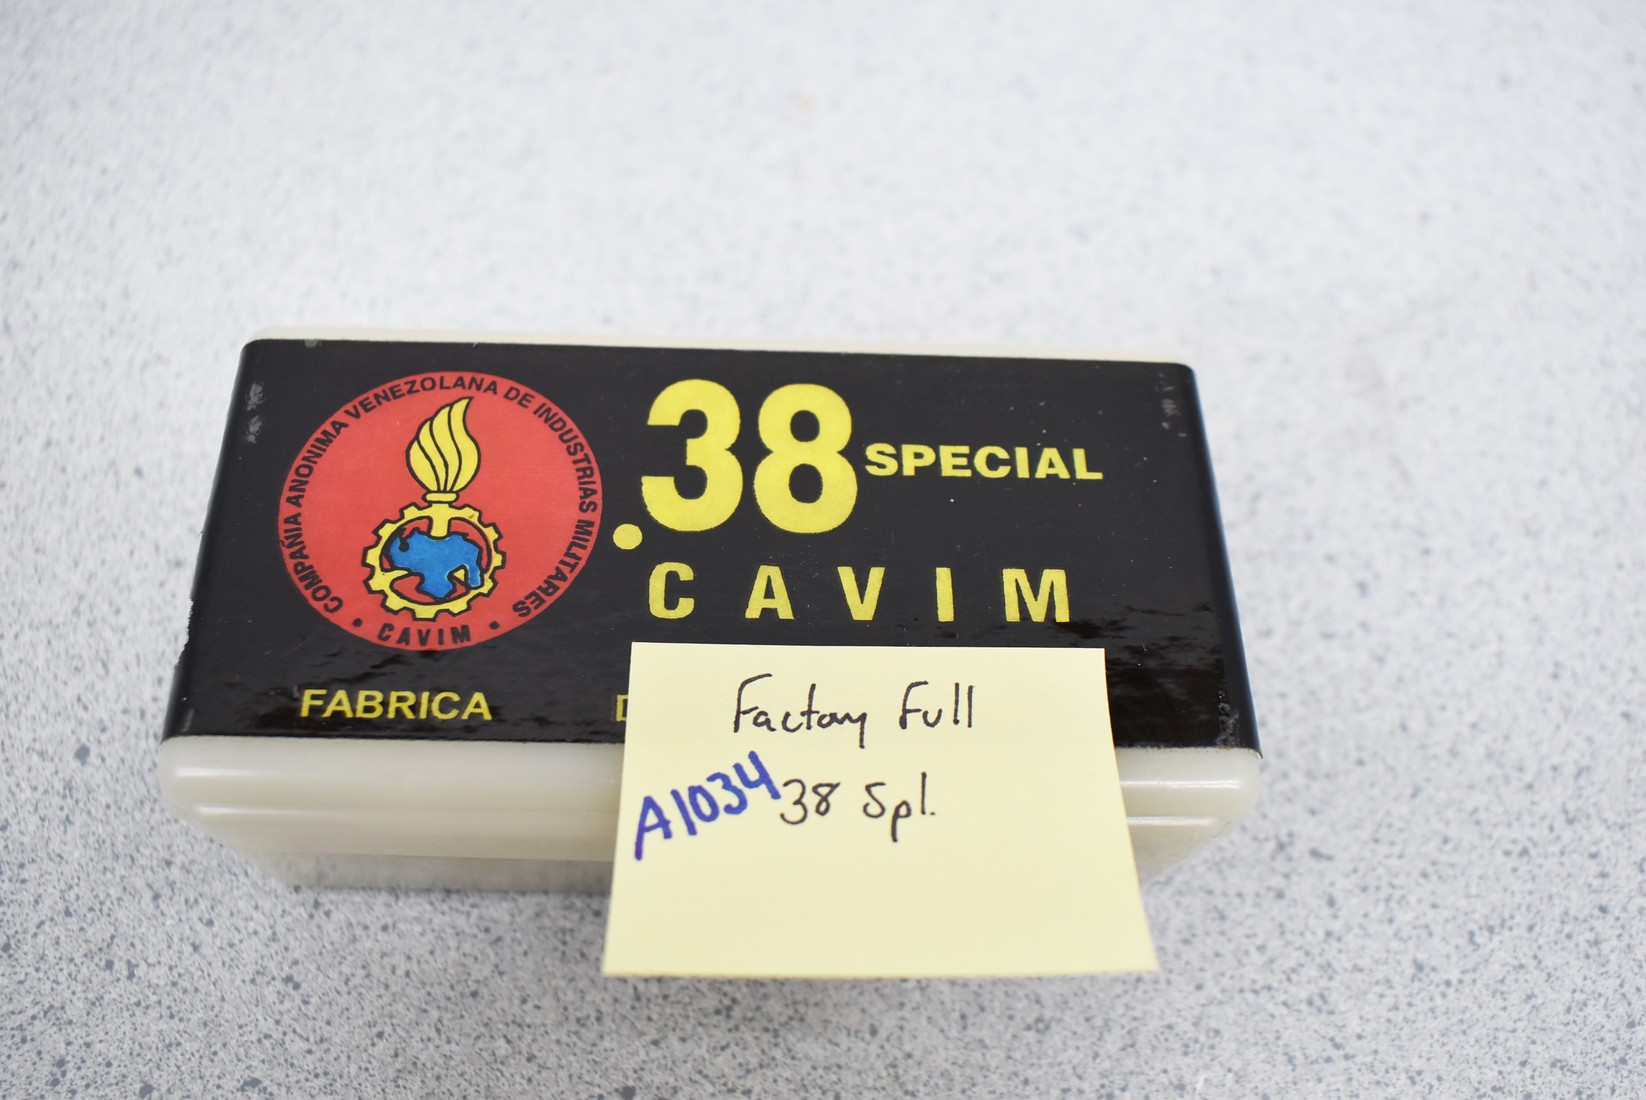 COMPAÑIA ANONIMA VENEZOLANA DE INDUSTRIAS MILITARES
• CAVIM •
.38 SPECIAL
CAVIM
FABRICA
Factory Full
A1034 38 Spl.